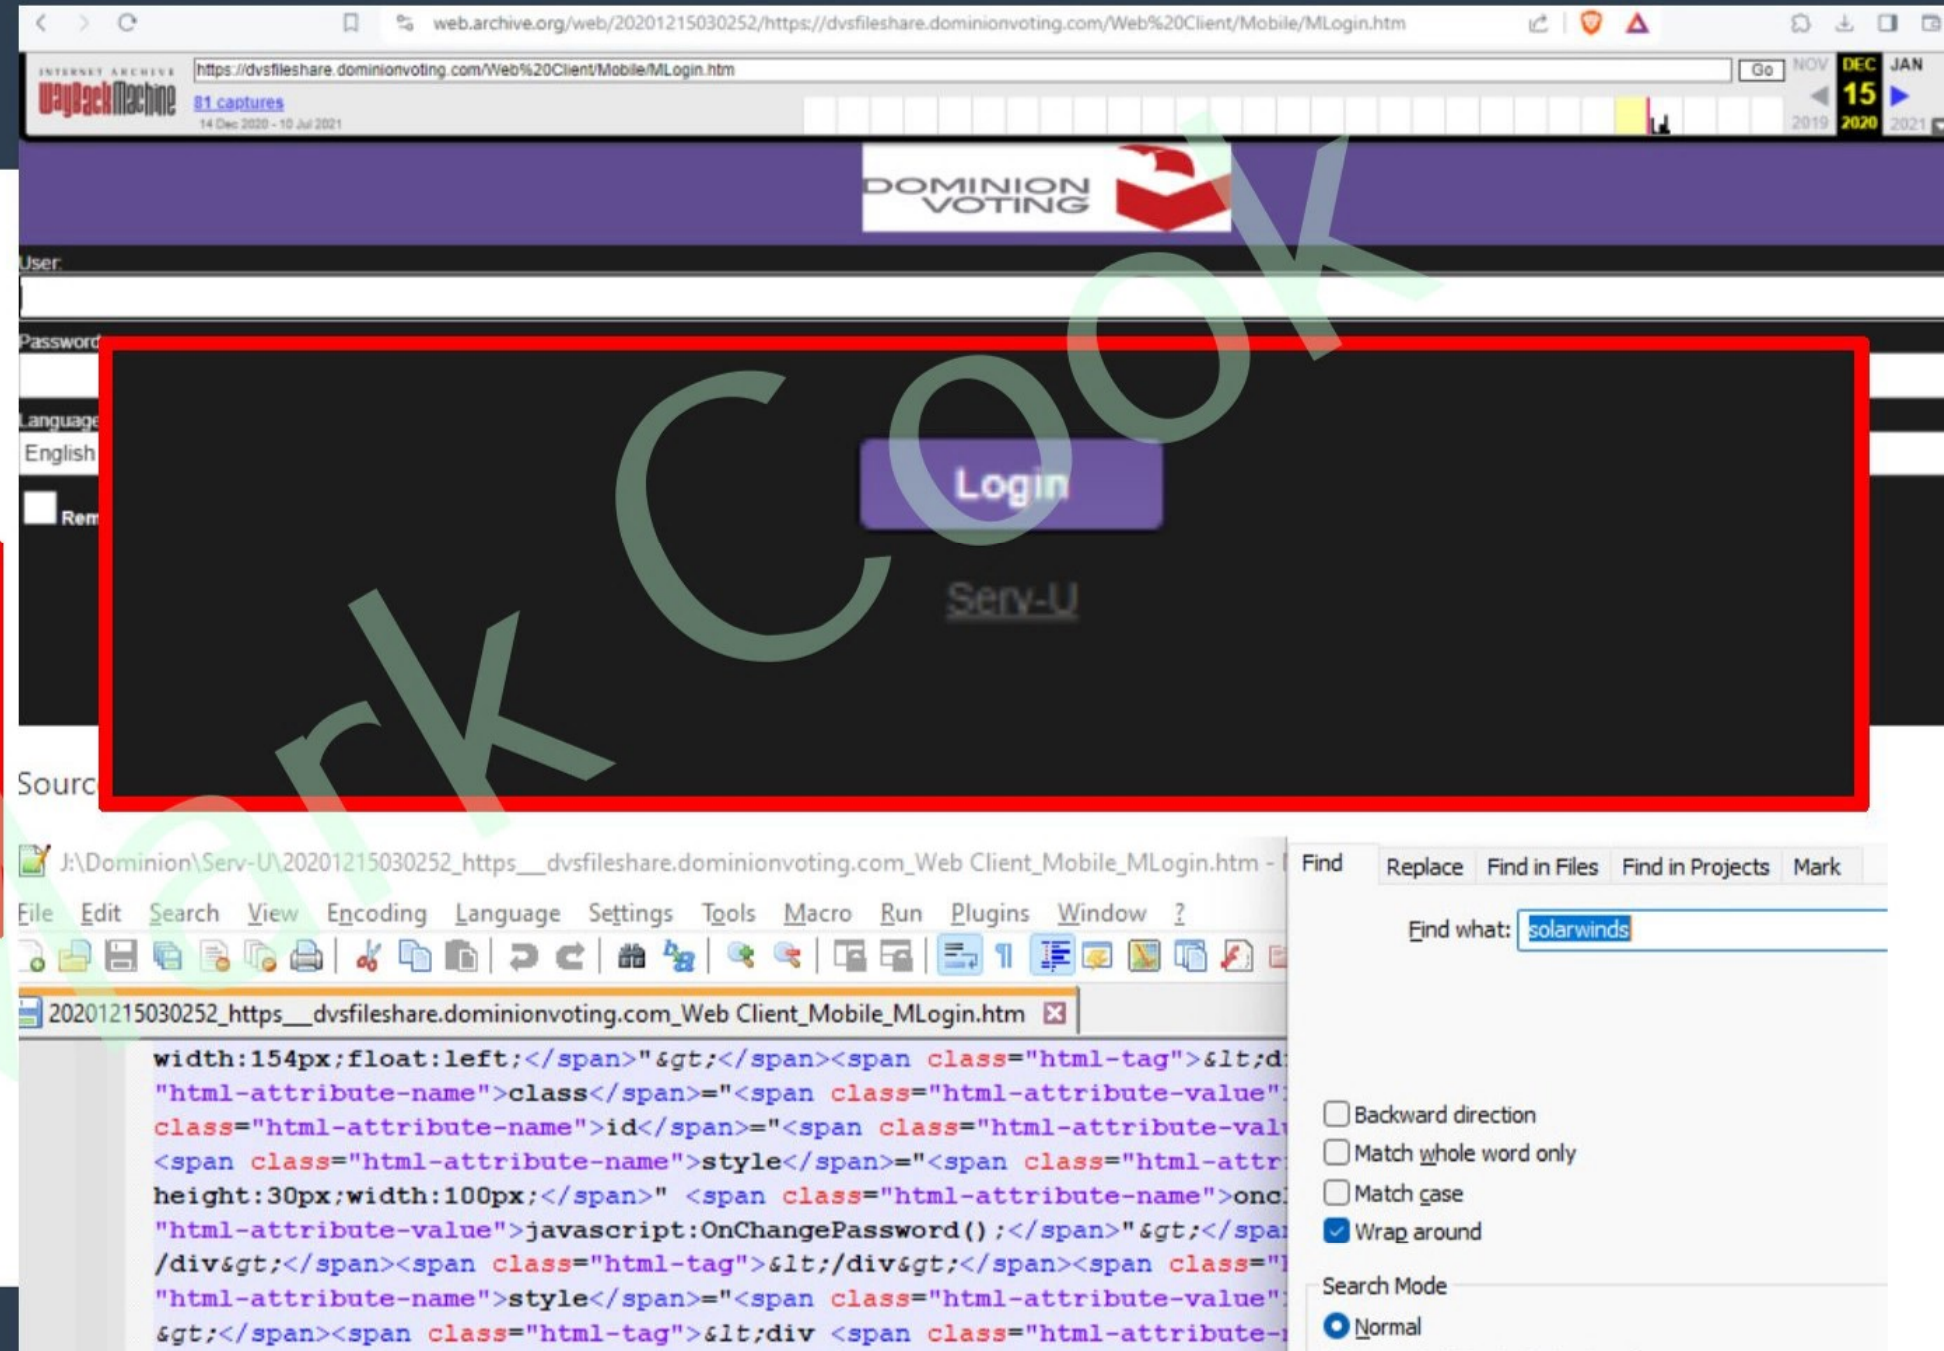 web.archive.org/web/20201215030252/https://dvsfileshare.dominionvoting.com/Web%20Client/Mobile/MLogin.htm
INTERNET ARCHIVE
WayBackMachine
https://dvsfileshare.dominionvoting.com/Web%20Client/Mobile/MLogin.htm
Go
NOV DEC JAN
81 captures
15
14 Dec 2020 - 10 Jul 2021
2019 2020 2021
DOMINION
VOTING
User:
Password
Language
English
Login
Serv-U
Mark Cook
J:\Dominion\Serv-U\20201215030252_https__dvsfileshare.dominionvoting.com_Web Client_Mobile_MLogin.htm -
File Edit Search View Encoding Language Settings Tools Macro Run Plugins Window ?
20201215030252_https__dvsfileshare.dominionvoting.com_Web Client_Mobile_MLogin.htm
width:154px;float:left;</span>"&gt;</span><span class="html-tag">&lt;di
"html-attribute-name">class</span>="<span class="html-attribute-value"
class="html-attribute-name">id</span>="<span class="html-attribute-val
<span class="html-attribute-name">style</span>="<span class="html-attr
height:30px;width:100px;</span>" <span class="html-attribute-name">onc
"html-attribute-value">javascript:OnChangePassword();</span>"&gt;</spa
/div&gt;</span><span class="html-tag">&lt;/div&gt;</span><span class="
"html-attribute-name">style</span>="<span class="html-attribute-value"
&gt;</span><span class="html-tag">&lt;div <span class="html-attribute-
Find Replace Find in Files Find in Projects Mark
Find what: solarwinds
Backward direction
Match whole word only
Match case
Wrap around
Search Mode
Normal